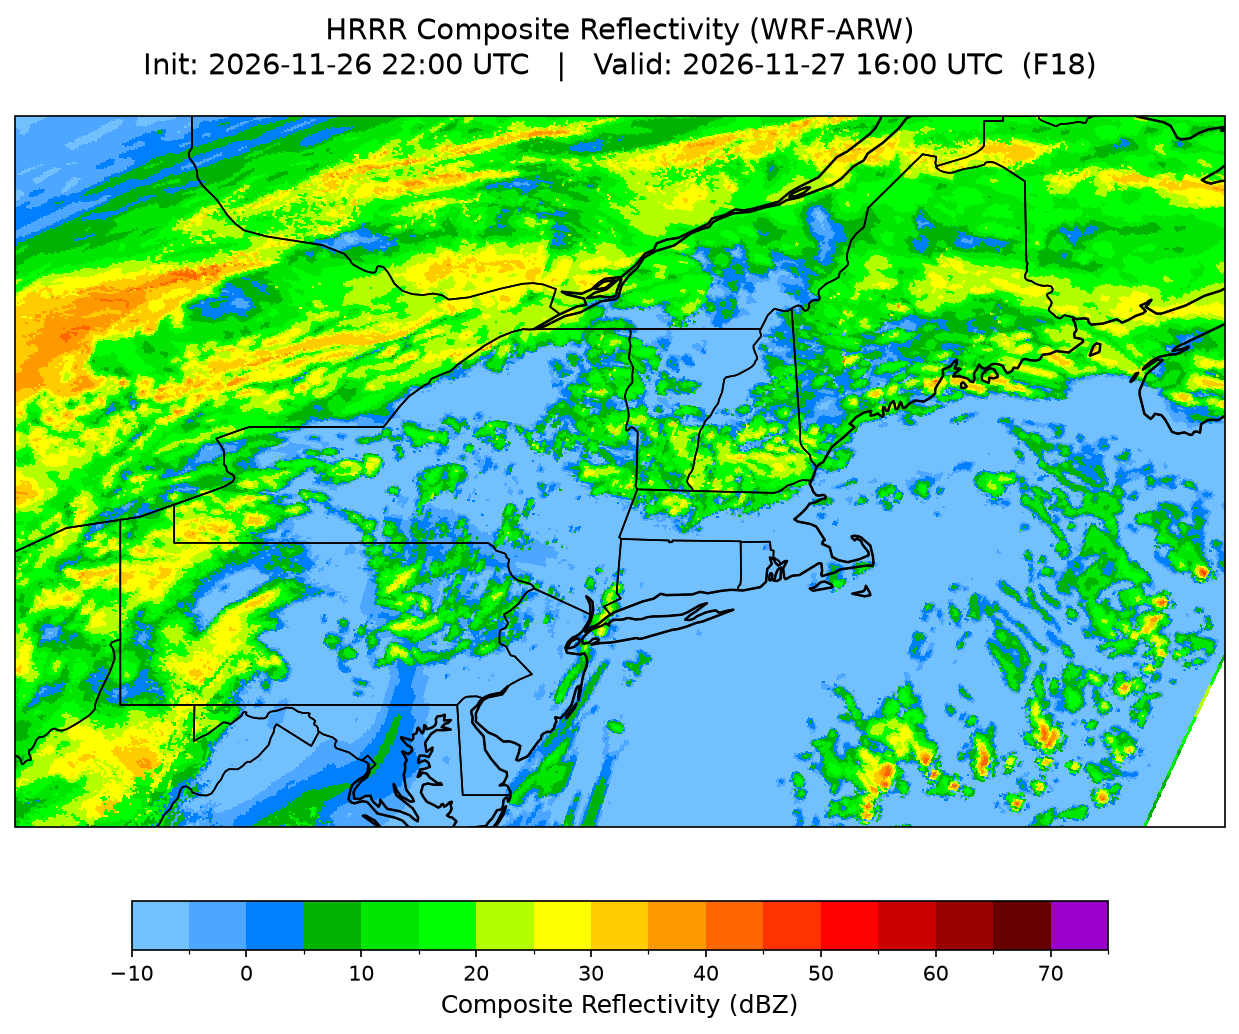 HRRR Composite Reflectivity (WRF-ARW)
Init: 2026-11-26 22:00 UTC | Valid: 2026-11-27 16:00 UTC (F18)
−10 0 10 20 30 40 50 60 70
Composite Reflectivity (dBZ)